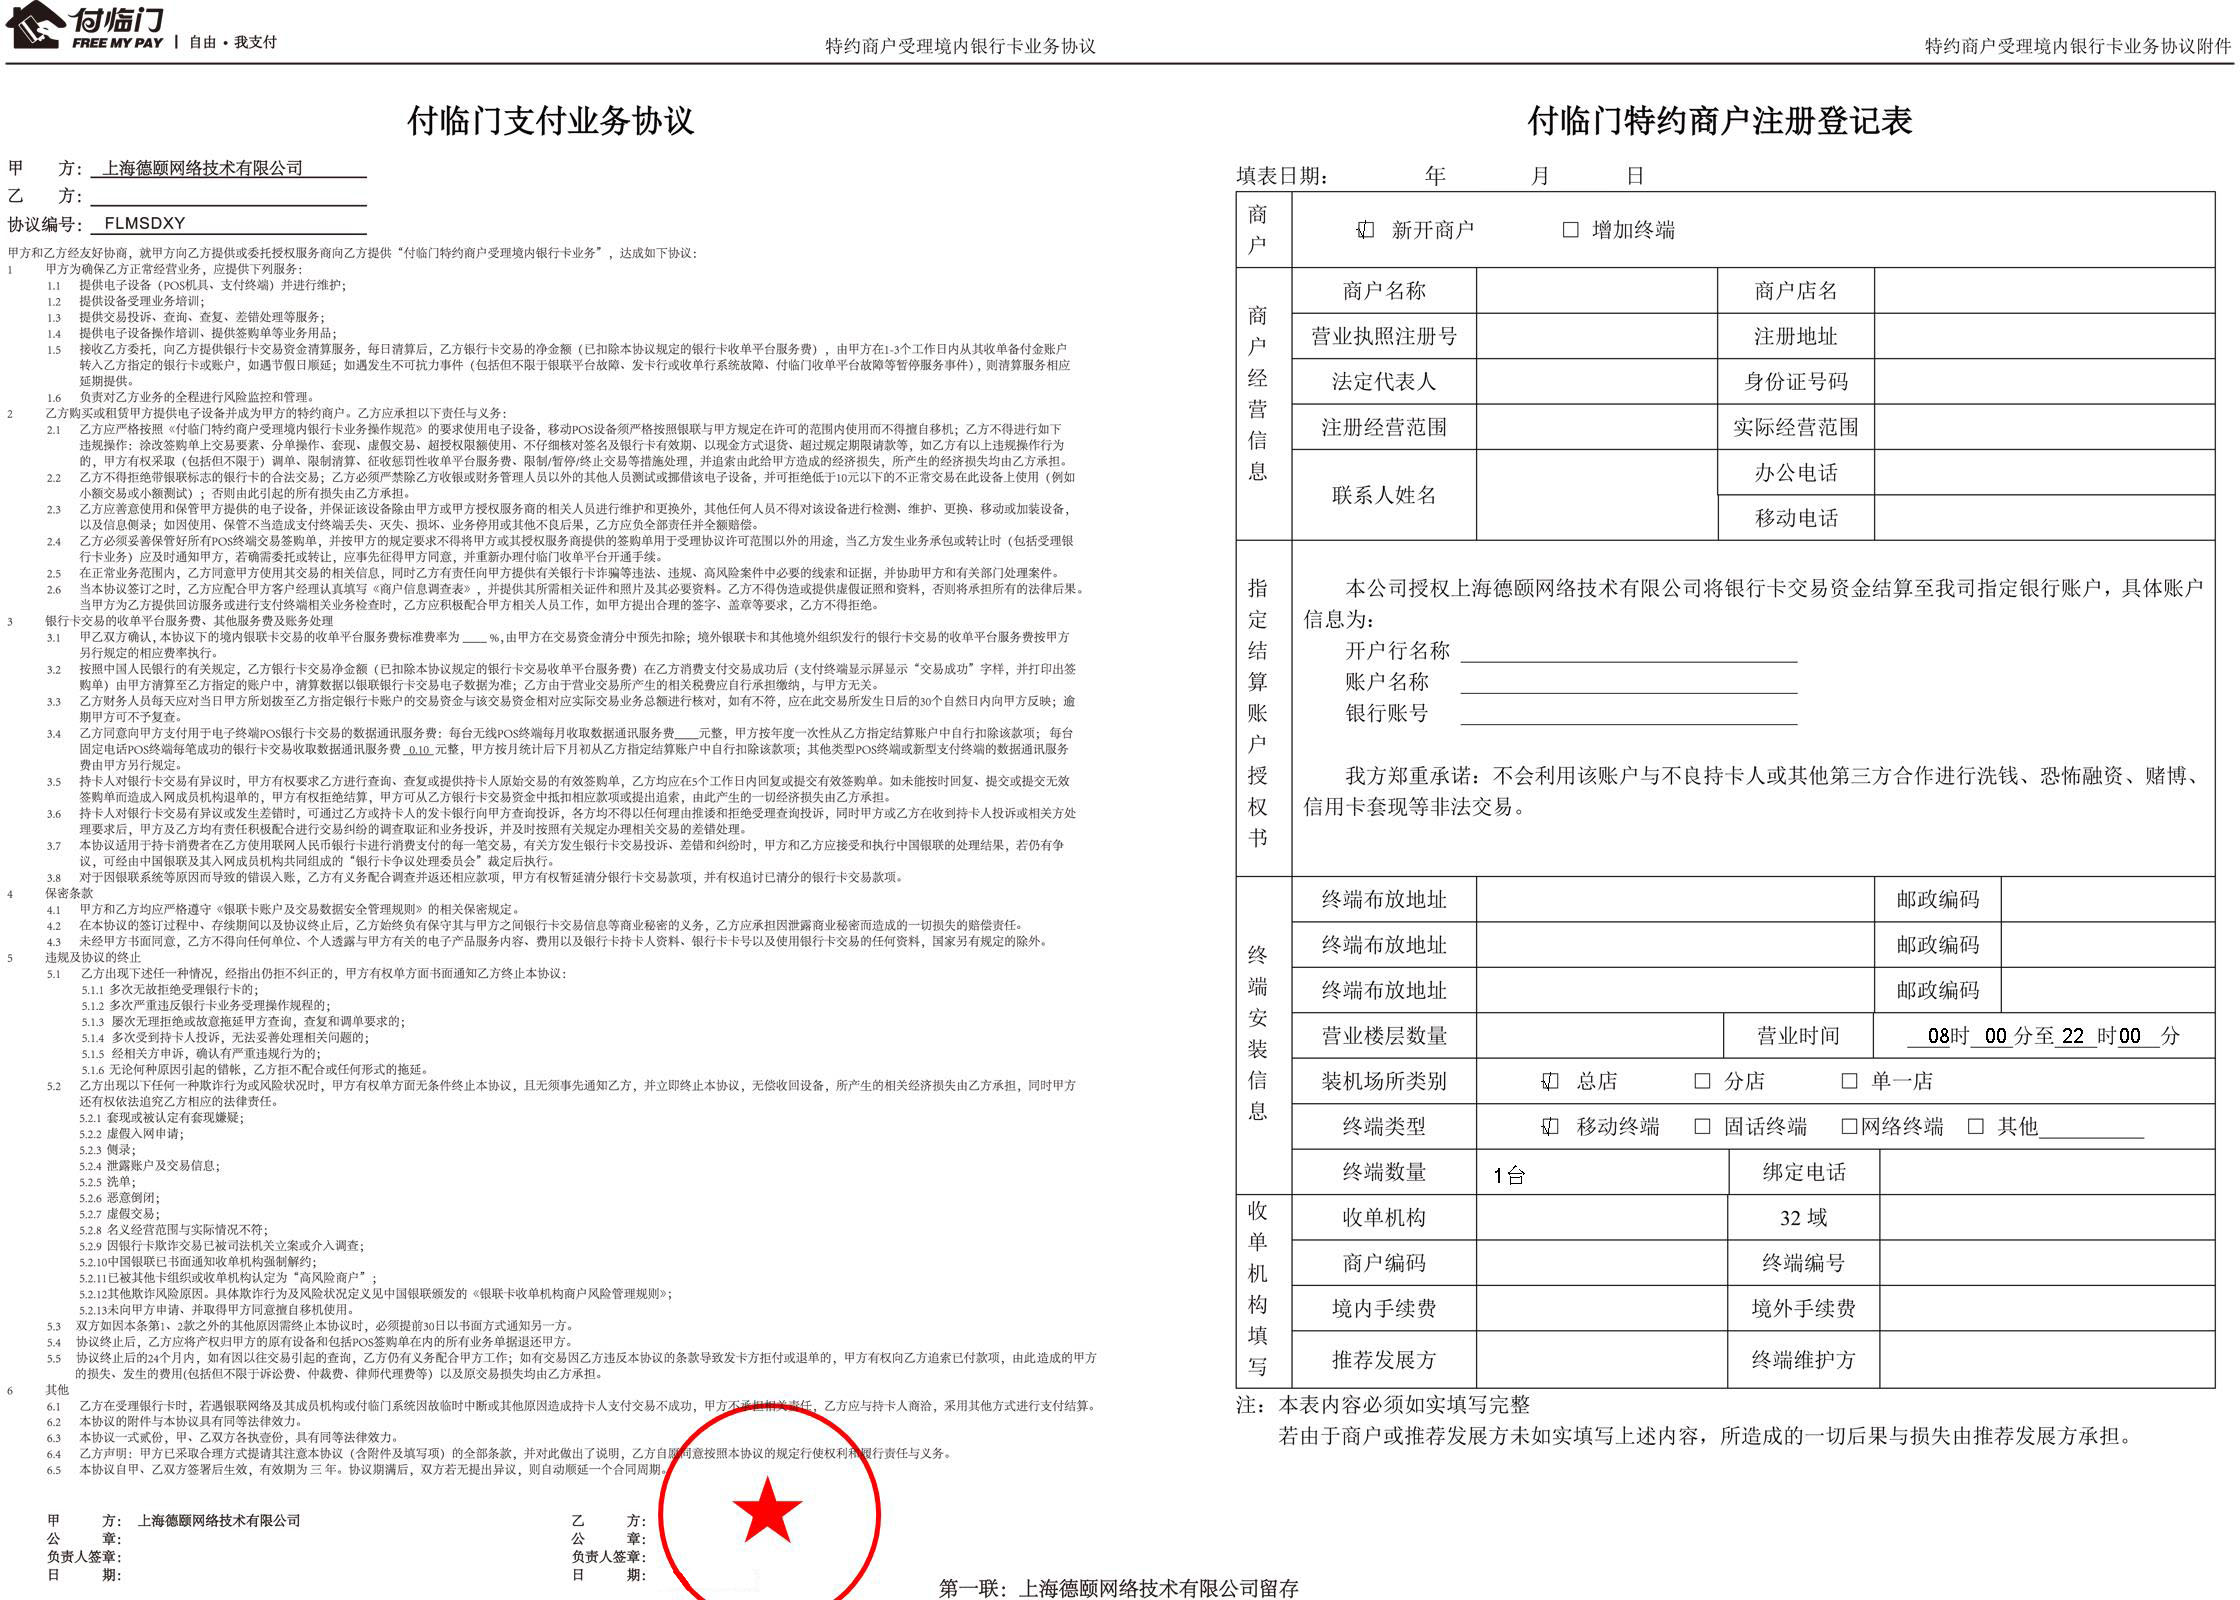 付临门
FREE MY PAY
自由·我支付
特约商户受理境内银行卡业务协议
特约商户受理境内银行卡业务协议附件
付临门支付业务协议
甲 方： 上海德颐网络技术有限公司
乙 方：
协议编号： FLMSDXY
甲方和乙方经友好协商，就甲方向乙方提供或委托授权服务商向乙方提供“付临门特约商户受理境内银行卡业务”，达成如下协议：
1 甲方为确保乙方正常经营业务，应提供下列服务：
1.1 提供电子设备（POS机具、支付终端）并进行维护；
1.2 提供设备受理业务培训；
1.3 提供交易投诉、查询、查复、差错处理等服务；
1.4 提供电子设备操作培训、提供签购单等业务用品；
1.5 接收乙方委托，向乙方提供银行卡交易资金清算服务，每日清算后，乙方银行卡交易的净金额（已扣除本协议规定的银行卡收单平台服务费），由甲方在1-3个工作日内从其收单备付金账户
转入乙方指定的银行卡或账户，如遇节假日顺延；如遇发生不可抗力事件（包括但不限于银联平台故障、发卡行或收单行系统故障、付临门收单平台故障等暂停服务事件），则清算服务相应
延期提供。
1.6 负责对乙方业务的全程进行风险监控和管理。
2 乙方购买或租赁甲方提供电子设备并成为甲方的特约商户。乙方应承担以下责任与义务：
2.1 乙方应严格按照《付临门特约商户受理境内银行卡业务操作规范》的要求使用电子设备，移动POS设备须严格按照银联与甲方规定在许可的范围内使用而不得擅自移机；乙方不得进行如下
违规操作：涂改签购单上交易要素、分单操作、套现、虚假交易、超授权限额使用、不仔细核对签名及银行卡有效期、以现金方式退货、超过规定期限请款等，如乙方有以上违规操作行为
的，甲方有权采取（包括但不限于）调单、限制清算、征收惩罚性收单平台服务费、限制/暂停/终止交易等措施处理，并追索由此给甲方造成的经济损失，所产生的经济损失均由乙方承担。
2.2 乙方不得拒绝带银联标志的银行卡的合法交易；乙方必须严禁除乙方收银或财务管理人员以外的其他人员测试或挪借该电子设备，并可拒绝低于10元以下的不正常交易在此设备上使用（例如
小额交易或小额测试）；否则由此引起的所有损失由乙方承担。
2.3 乙方应善意使用和保管甲方提供的电子设备，并保证该设备除由甲方或甲方授权服务商的相关人员进行维护和更换外，其他任何人员不得对该设备进行检测、维护、更换、移动或加装设备，
以及信息侧录；如因使用、保管不当造成支付终端丢失、灭失、损坏、业务停用或其他不良后果，乙方应负全部责任并全额赔偿。
2.4 乙方必须妥善保管好所有POS终端交易签购单，并按甲方的规定要求不得将甲方或其授权服务商提供的签购单用于受理协议许可范围以外的用途，当乙方发生业务承包或转让时（包括受理银
行卡业务）应及时通知甲方，若确需委托或转让，应事先征得甲方同意，并重新办理付临门收单平台开通手续。
2.5 在正常业务范围内，乙方同意甲方使用其交易的相关信息，同时乙方有责任向甲方提供有关银行卡诈骗等违法、违规、高风险案件中必要的线索和证据，并协助甲方和有关部门处理案件。
2.6 当本协议签订之时，乙方应配合甲方客户经理认真填写《商户信息调查表》，并提供其所需相关证件和照片及其必要资料。乙方不得伪造或提供虚假证照和资料，否则将承担所有的法律后果。
当甲方为乙方提供回访服务或进行支付终端相关业务检查时，乙方应积极配合甲方相关人员工作，如甲方提出合理的签字、盖章等要求，乙方不得拒绝。
3 银行卡交易的收单平台服务费、其他服务费及账务处理
3.1 甲乙双方确认，本协议下的境内银联卡交易的收单平台服务费标准费率为____%，由甲方在交易资金清分中预先扣除；境外银联卡和其他境外组织发行的银行卡交易的收单平台服务费按甲方
另行规定的相应费率执行。
3.2 按照中国人民银行的有关规定，乙方银行卡交易净金额（已扣除本协议规定的银行卡交易收单平台服务费）在乙方消费支付交易成功后（支付终端显示屏显示“交易成功”字样，并打印出签
购单）由甲方清算至乙方指定的账户中，清算数据以银联银行卡交易电子数据为准；乙方由于营业交易所产生的相关税费应自行承担缴纳，与甲方无关。
3.3 乙方财务人员每天应对当日甲方所划拨至乙方指定银行卡账户的交易资金与该交易资金相对应实际交易业务总额进行核对，如有不符，应在此交易所发生日后的30个自然日内向甲方反映；逾
期甲方可不予复查。
3.4 乙方同意向甲方支付用于电子终端POS银行卡交易的数据通讯服务费：每台无线POS终端每月收取数据通讯服务费____元整，甲方按年度一次性从乙方指定结算账户中自行扣除该款项；每台
固定电话POS终端每笔成功的银行卡交易收取数据通讯服务费 0.10 元整，甲方按月统计后下月初从乙方指定结算账户中自行扣除该款项；其他类型POS终端或新型支付终端的数据通讯服务
费由甲方另行规定。
3.5 持卡人对银行卡交易有异议时，甲方有权要求乙方进行查询、查复或提供持卡人原始交易的有效签购单，乙方均应在5个工作日内回复或提交有效签购单。如未能按时回复、提交或提交无效
签购单而造成入网成员机构退单的，甲方有权拒绝结算，甲方可从乙方银行卡交易资金中抵扣相应款项或提出追索，由此产生的一切经济损失由乙方承担。
3.6 持卡人对银行卡交易有异议或发生差错时，可通过乙方或持卡人的发卡银行向甲方查询投诉，各方均不得以任何理由推诿和拒绝受理查询投诉，同时甲方或乙方在收到持卡人投诉或相关方处
理要求后，甲方及乙方均有责任积极配合进行交易纠纷的调查取证和业务投诉，并及时按照有关规定办理相关交易的差错处理。
3.7 本协议适用于持卡消费者在乙方使用联网人民币银行卡进行消费支付的每一笔交易，有关方发生银行卡交易投诉、差错和纠纷时，甲方和乙方应接受和执行中国银联的处理结果，若仍有争
议，可经由中国银联及其入网成员机构共同组成的“银行卡争议处理委员会”裁定后执行。
3.8 对于因银联系统等原因而导致的错误入账，乙方有义务配合调查并返还相应款项，甲方有权暂延清分银行卡交易款项，并有权追讨已清分的银行卡交易款项。
4 保密条款
4.1 甲方和乙方均应严格遵守《银联卡账户及交易数据安全管理规则》的相关保密规定。
4.2 在本协议的签订过程中、存续期间以及协议终止后，乙方始终负有保守其与甲方之间银行卡交易信息等商业秘密的义务，乙方应承担因泄露商业秘密而造成的一切损失的赔偿责任。
4.3 未经甲方书面同意，乙方不得向任何单位、个人透露与甲方有关的电子产品服务内容、费用以及银行卡持卡人资料、银行卡卡号以及使用银行卡交易的任何资料，国家另有规定的除外。
5 违规及协议的终止
5.1 乙方出现下述任一种情况，经指出仍拒不纠正的，甲方有权单方面书面通知乙方终止本协议：
5.1.1 多次无故拒绝受理银行卡的；
5.1.2 多次严重违反银行卡业务受理操作规程的；
5.1.3 屡次无理拒绝或故意拖延甲方查询，查复和调单要求的；
5.1.4 多次受到持卡人投诉，无法妥善处理相关问题的；
5.1.5 经相关方申诉，确认有严重违规行为的；
5.1.6 无论何种原因引起的错帐，乙方拒不配合或任何形式的拖延。
5.2 乙方出现以下任何一种欺诈行为或风险状况时，甲方有权单方面无条件终止本协议，且无须事先通知乙方，并立即终止本协议，无偿收回设备，所产生的相关经济损失由乙方承担，同时甲方
还有权依法追究乙方相应的法律责任。
5.2.1 套现或被认定有套现嫌疑；
5.2.2 虚假入网申请；
5.2.3 侧录；
5.2.4 泄露账户及交易信息；
5.2.5 洗单；
5.2.6 恶意倒闭；
5.2.7 虚假交易；
5.2.8 名义经营范围与实际情况不符；
5.2.9 因银行卡欺诈交易已被司法机关立案或介入调查；
5.2.10中国银联已书面通知收单机构强制解约；
5.2.11已被其他卡组织或收单机构认定为“高风险商户”；
5.2.12其他欺诈风险原因。具体欺诈行为及风险状况定义见中国银联颁发的《银联卡收单机构商户风险管理规则》；
5.2.13未向甲方申请、并取得甲方同意擅自移机使用。
5.3 双方如因本条第1、2款之外的其他原因需终止本协议时，必须提前30日以书面方式通知另一方。
5.4 协议终止后，乙方应将产权归甲方的原有设备和包括POS签购单在内的所有业务单据退还甲方。
5.5 协议终止后的24个月内，如有因以往交易引起的查询，乙方仍有义务配合甲方工作；如有交易因乙方违反本协议的条款导致发卡方拒付或退单的，甲方有权向乙方追索已付款项，由此造成的甲方
的损失、发生的费用(包括但不限于诉讼费、仲裁费、律师代理费等）以及原交易损失均由乙方承担。
6 其他
6.1 乙方在受理银行卡时，若遇银联网络及其成员机构或付临门系统因故临时中断或其他原因造成持卡人支付交易不成功，甲方不承担相关责任，乙方应与持卡人商洽，采用其他方式进行支付结算。
6.2 本协议的附件与本协议具有同等法律效力。
6.3 本协议一式贰份，甲、乙双方各执壹份，具有同等法律效力。
6.4 乙方声明：甲方已采取合理方式提请其注意本协议（含附件及填写项）的全部条款，并对此做出了说明，乙方自愿同意按照本协议的规定行使权利和履行责任与义务。
6.5 本协议自甲、乙双方签署后生效，有效期为 三 年。协议期满后，双方若无提出异议，则自动顺延一个合同周期。
甲 方： 上海德颐网络技术有限公司
公 章：
负责人签章：
日 期：
乙 方：
公 章：
负责人签章：
日 期：
付临门特约商户注册登记表
填表日期： 年 月 日
商户
☑ 新开商户 □ 增加终端
商户经营信息
商户名称 商户店名
营业执照注册号 注册地址
法定代表人 身份证号码
注册经营范围 实际经营范围
联系人姓名 办公电话
移动电话
指定结算账户授权书
本公司授权上海德颐网络技术有限公司将银行卡交易资金结算至我司指定银行账户，具体账户
信息为：
开户行名称
账户名称
银行账号
我方郑重承诺：不会利用该账户与不良持卡人或其他第三方合作进行洗钱、恐怖融资、赌博、
信用卡套现等非法交易。
终端安装信息
终端布放地址 邮政编码
终端布放地址 邮政编码
终端布放地址 邮政编码
营业楼层数量 营业时间 08时 00 分至 22 时 00 分
装机场所类别 ☑ 总店 □ 分店 □ 单一店
终端类型 ☑ 移动终端 □ 固话终端 □网络终端 □ 其他
终端数量 1台 绑定电话
收单机构填写
收单机构 32 域
商户编码 终端编号
境内手续费 境外手续费
推荐发展方 终端维护方
注：本表内容必须如实填写完整
若由于商户或推荐发展方未如实填写上述内容，所造成的一切后果与损失由推荐发展方承担。
第一联：上海德颐网络技术有限公司留存